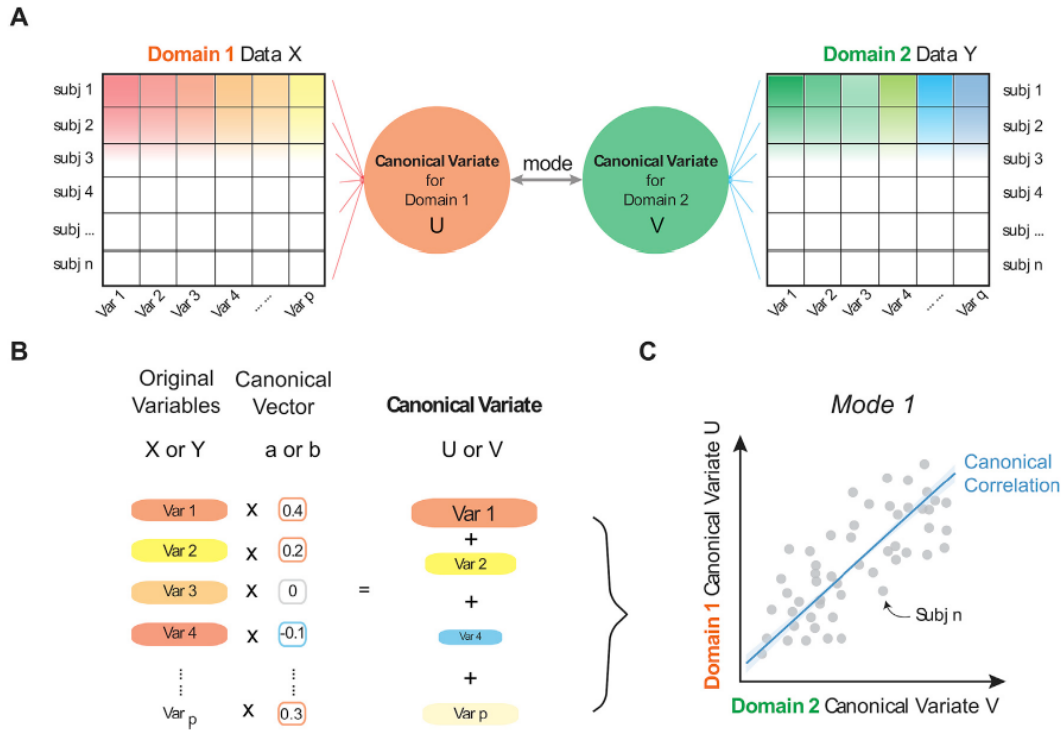 A
Domain 1 Data X
subj 1
subj 2
subj 3
subj 4
subj ...
subj n
Var 1
Var 2
Var 3
Var 4
... ...
Var p
Canonical Variate
for
Domain 1
U
mode
Canonical Variate
for
Domain 2
V
Domain 2 Data Y
subj 1
subj 2
subj 3
subj 4
subj ...
subj n
Var 1
Var 2
Var 3
Var 4
... ...
Var q
B
Original
Variables
X or Y
Canonical
Vector
a or b
Canonical Variate
U or V
Var 1 x 0.4
Var 2 x 0.2
Var 3 x 0
Var 4 x -0.1
...... ......
Var p x 0.3
=
Var 1
+
Var 2
+
Var 4
+
Var p
C
Mode 1
Domain 1 Canonical Variate U
Canonical
Correlation
Subj n
Domain 2 Canonical Variate V